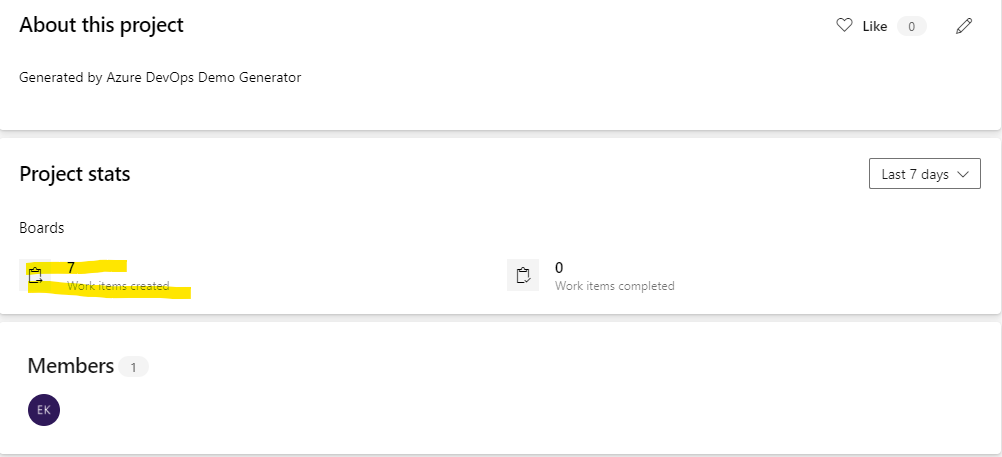 About this project
Like 0
Generated by Azure DevOps Demo Generator
Project stats
Last 7 days
Boards
7
Work items created
0
Work items completed
Members 1
EK